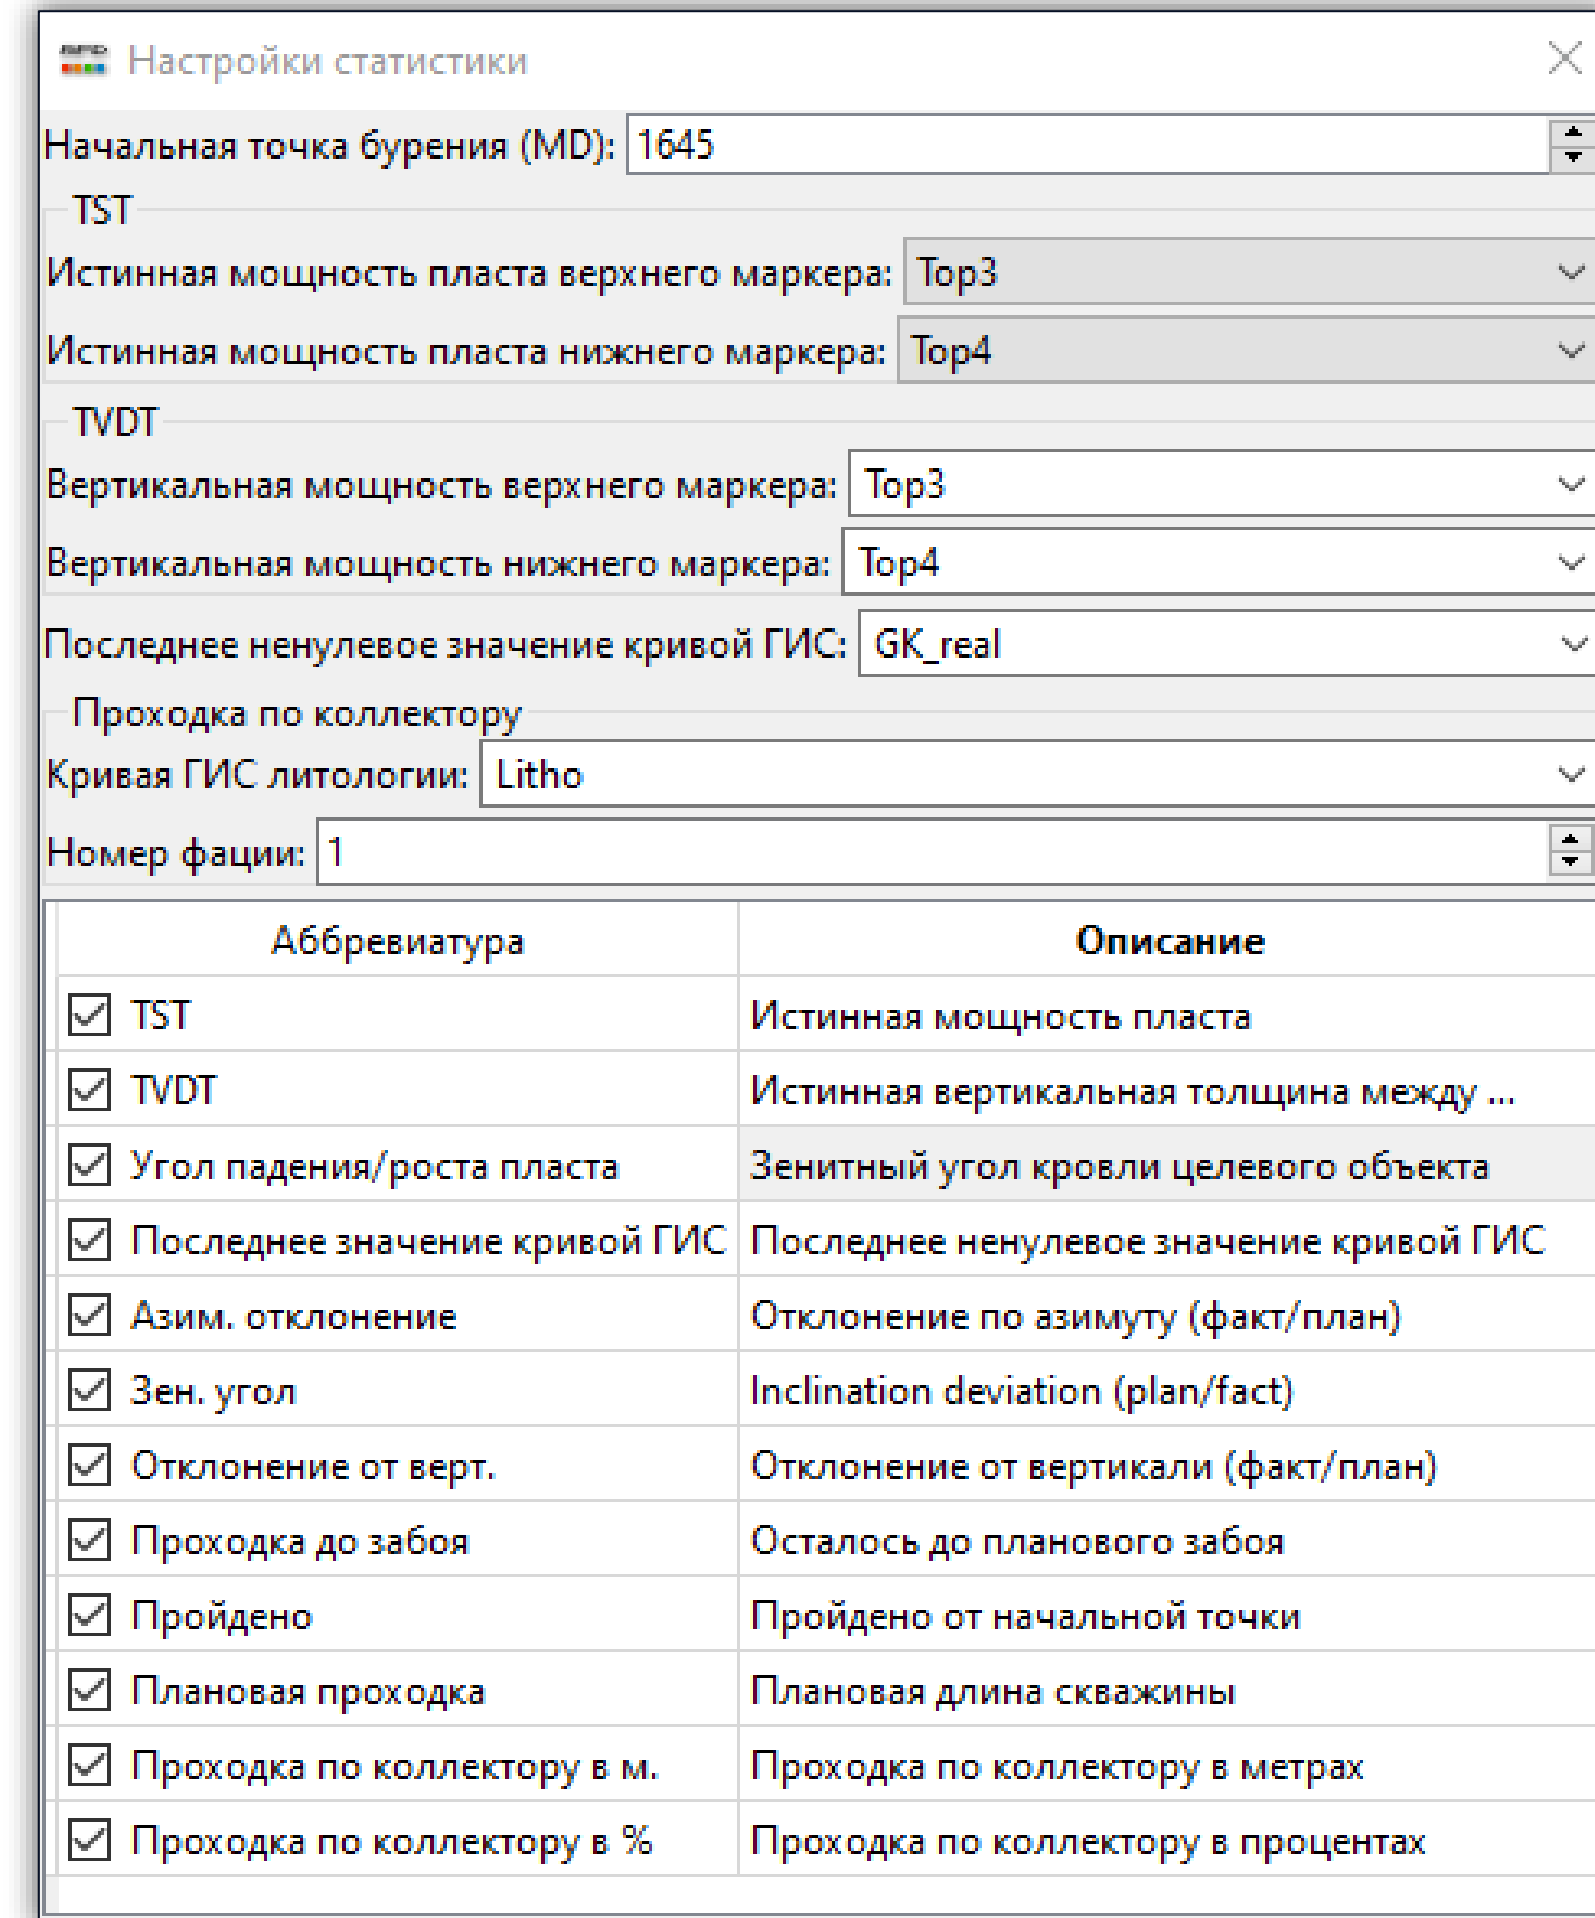 Настройки статистики
Начальная точка бурения (MD): 1645
TST
Истинная мощность пласта верхнего маркера: Top3
Истинная мощность пласта нижнего маркера: Top4
TVDT
Вертикальная мощность верхнего маркера: Top3
Вертикальная мощность нижнего маркера: Top4
Последнее ненулевое значение кривой ГИС: GK_real
Проходка по коллектору
Кривая ГИС литологии: Litho
Номер фации: 1
Аббревиатура Описание
TST Истинная мощность пласта
TVDT Истинная вертикальная толщина между ...
Угол падения/роста пласта Зенитный угол кровли целевого объекта
Последнее значение кривой ГИС Последнее ненулевое значение кривой ГИС
Азим. отклонение Отклонение по азимуту (факт/план)
Зен. угол Inclination deviation (plan/fact)
Отклонение от верт. Отклонение от вертикали (факт/план)
Проходка до забоя Осталось до планового забоя
Пройдено Пройдено от начальной точки
Плановая проходка Плановая длина скважины
Проходка по коллектору в м. Проходка по коллектору в метрах
Проходка по коллектору в % Проходка по коллектору в процентах